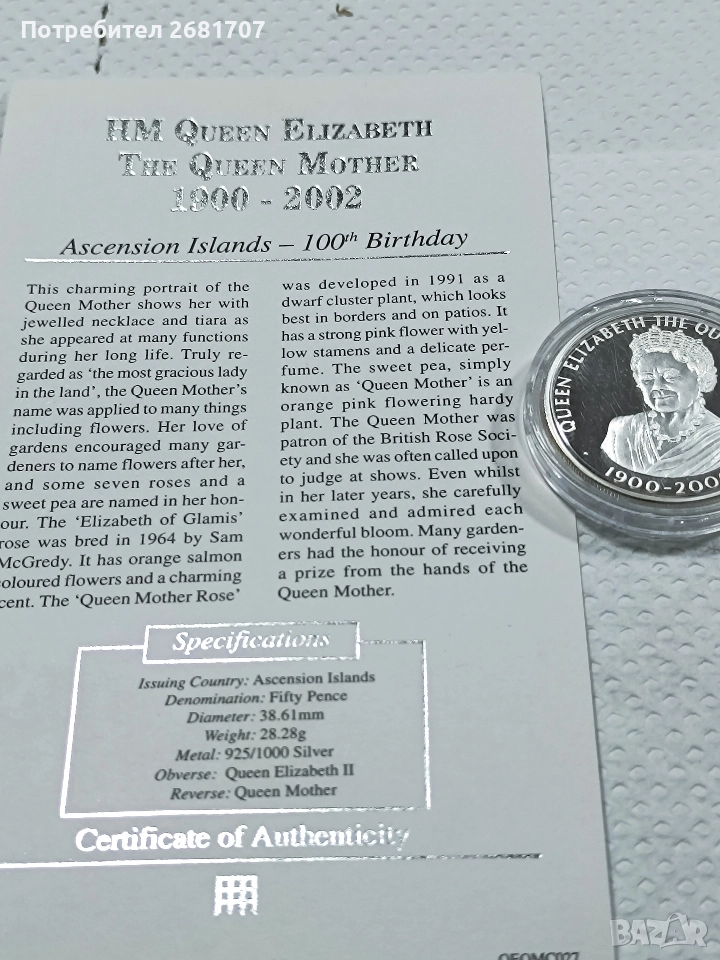 Потребител 2681707
HM QUEEN ELIZABETH
THE QUEEN MOTHER
1900 - 2002
Ascension Islands – 100th Birthday
This charming portrait of the
Queen Mother shows her with
jewelled necklace and tiara as
she appeared at many functions
during her long life. Truly re-
garded as ‘the most gracious lady
in the land’, the Queen Mother’s
name was applied to many things
including flowers. Her love of
gardens encouraged many gar-
deners to name flowers after her,
and some seven roses and a
sweet pea are named in her hon-
our. The ‘Elizabeth of Glamis’
rose was bred in 1964 by Sam
McGredy. It has orange salmon
coloured flowers and a charming
cent. The ‘Queen Mother Rose’
was developed in 1991 as a
dwarf cluster plant, which looks
best in borders and on patios. It
has a strong pink flower with yel-
low stamens and a delicate per-
fume. The sweet pea, simply
known as ‘Queen Mother’ is an
orange pink flowering hardy
plant. The Queen Mother was
patron of the British Rose Soci-
ety and she was often called upon
to judge at shows. Even whilst
in her later years, she carefully
examined and admired each
wonderful bloom. Many garden-
ers had the honour of receiving
a prize from the hands of the
Queen Mother.
Specifications
Issuing Country: Ascension Islands
Denomination: Fifty Pence
Diameter: 38.61mm
Weight: 28.28g
Metal: 925/1000 Silver
Obverse: Queen Elizabeth II
Reverse: Queen Mother
Certificate of Authenticity
QEQMC027
QUEEN ELIZABETH THE QU
1900-200
BAZAR